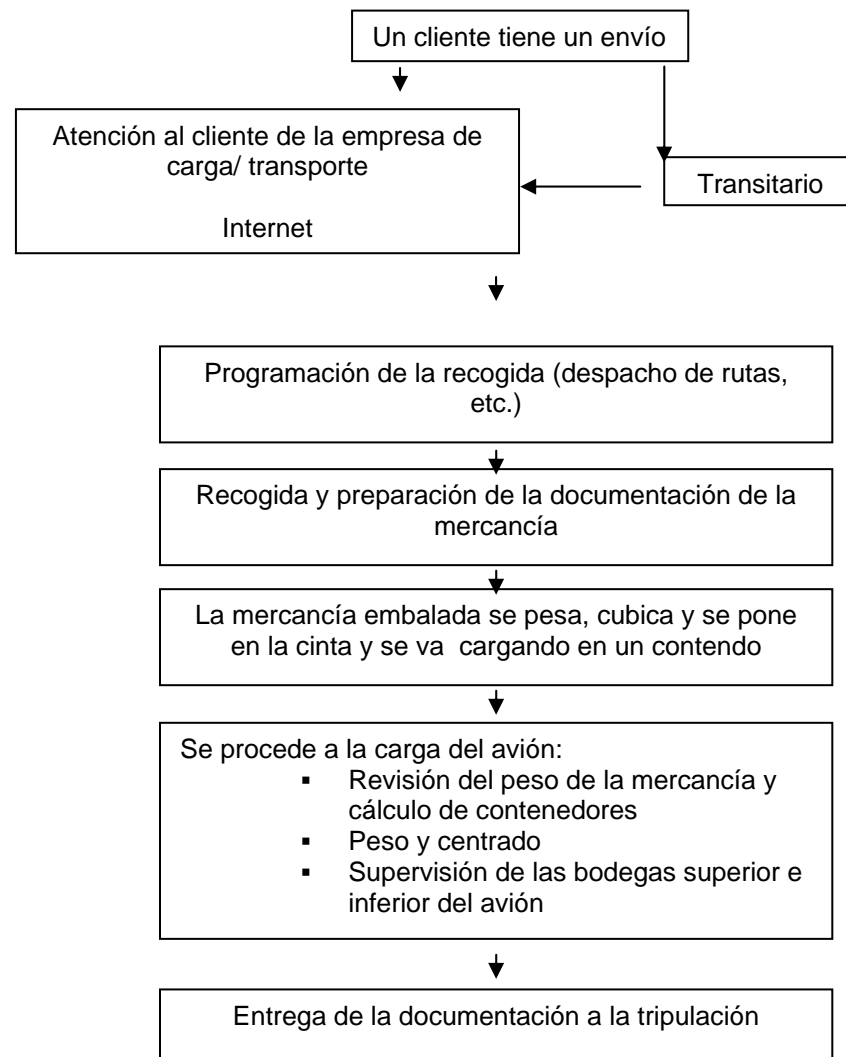 Un cliente tiene un envío
Atención al cliente de la empresa de
carga/ transporte
Internet
Transitario
Programación de la recogida (despacho de rutas,
etc.)
Recogida y preparación de la documentación de la
mercancía
La mercancía embalada se pesa, cubica y se pone
en la cinta y se va cargando en un contendo
Se procede a la carga del avión:
▪ Revisión del peso de la mercancía y
cálculo de contenedores
▪ Peso y centrado
▪ Supervisión de las bodegas superior e
inferior del avión
Entrega de la documentación a la tripulación